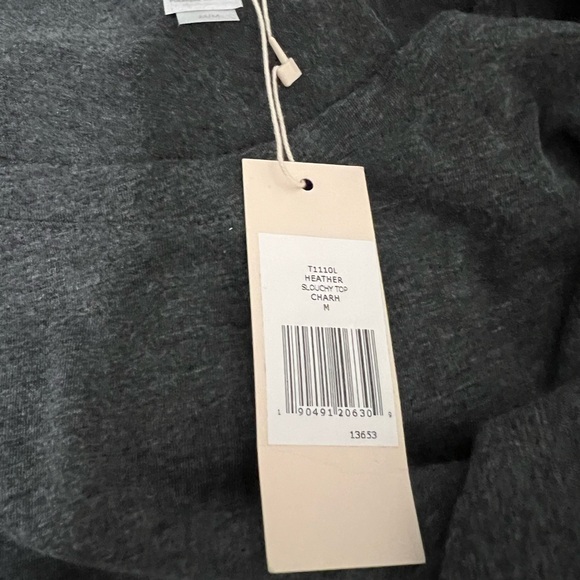 T1110L
HEATHER
SLOUCHY TOP
CHARH
M
1 90491 20630 9
13653